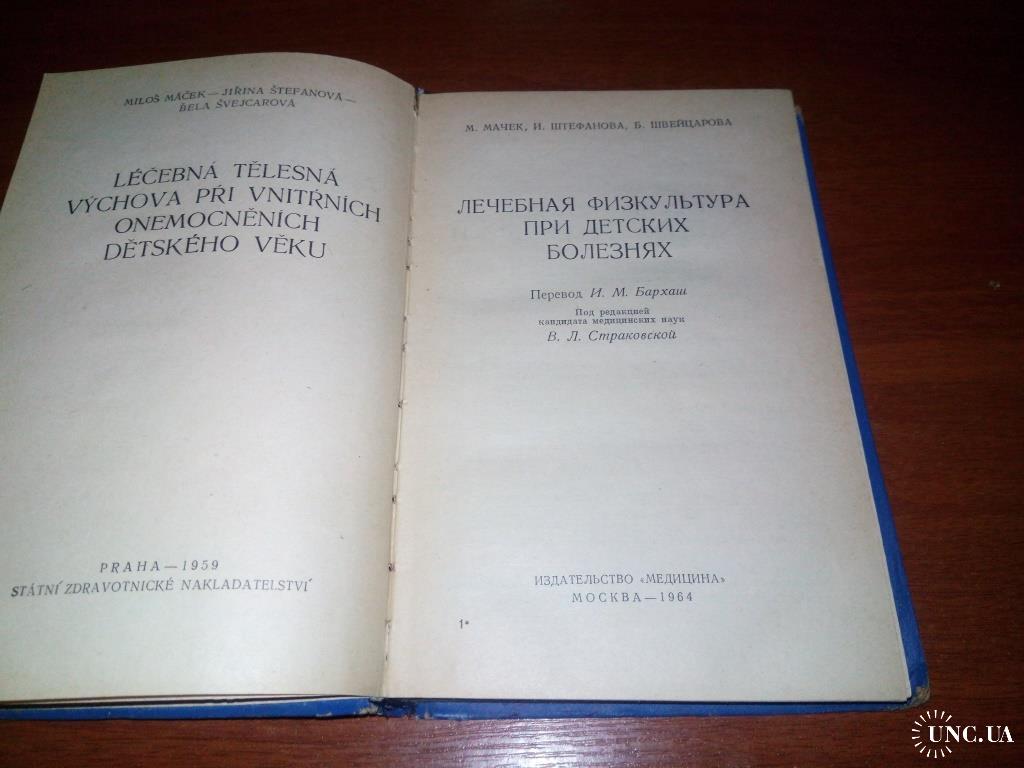 MILOŠ MÁČEK — JIŘINA ŠTEFANOVÁ —
BELA ŠVEJCAROVÁ
LÉČEBNÁ TĚLESNÁ
VÝCHOVA PŘI VNITŘNÍCH
ONEMOCNĚNÍCH
DĚTSKÉHO VĚKU
PRAHA — 1959
STÁTNÍ ZDRAVOTNICKÉ NAKLADATELSTVÍ
М. МАЧЕК, И. ШТЕФАНОВА, Б. ШВЕЙЦАРОВА
ЛЕЧЕБНАЯ ФИЗКУЛЬТУРА
ПРИ ДЕТСКИХ
БОЛЕЗНЯХ
Перевод И. М. Бархаш
Под редакцией
кандидата медицинских наук
В. Л. Страковской
ИЗДАТЕЛЬСТВО «МЕДИЦИНА»
МОСКВА — 1964
1*
UNC.UA